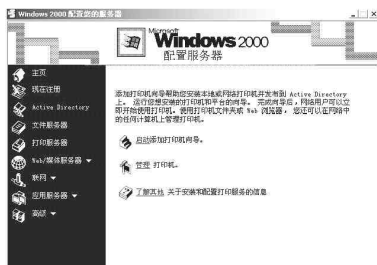 Windows 2000 配置您的服务器
Microsoft
Windows 2000
配置服务器
主页
现在注册
Active Directory
文件服务器
打印服务器
Web/媒体服务器
联网
应用服务器
高级
添加打印机向导帮助您安装本地或网络打印机并发布到 Active Directory
上。 运行您想安装的打印机和平台的向导。 完成向导后，网络用户可以立
即开始使用打印机。使用打印机文件夹或 Web 浏览器，您还可以在网络中
的任何计算机上管理打印机。
启动添加打印机向导。
管理 打印机。
了解其他 关于安装和配置打印服务的信息